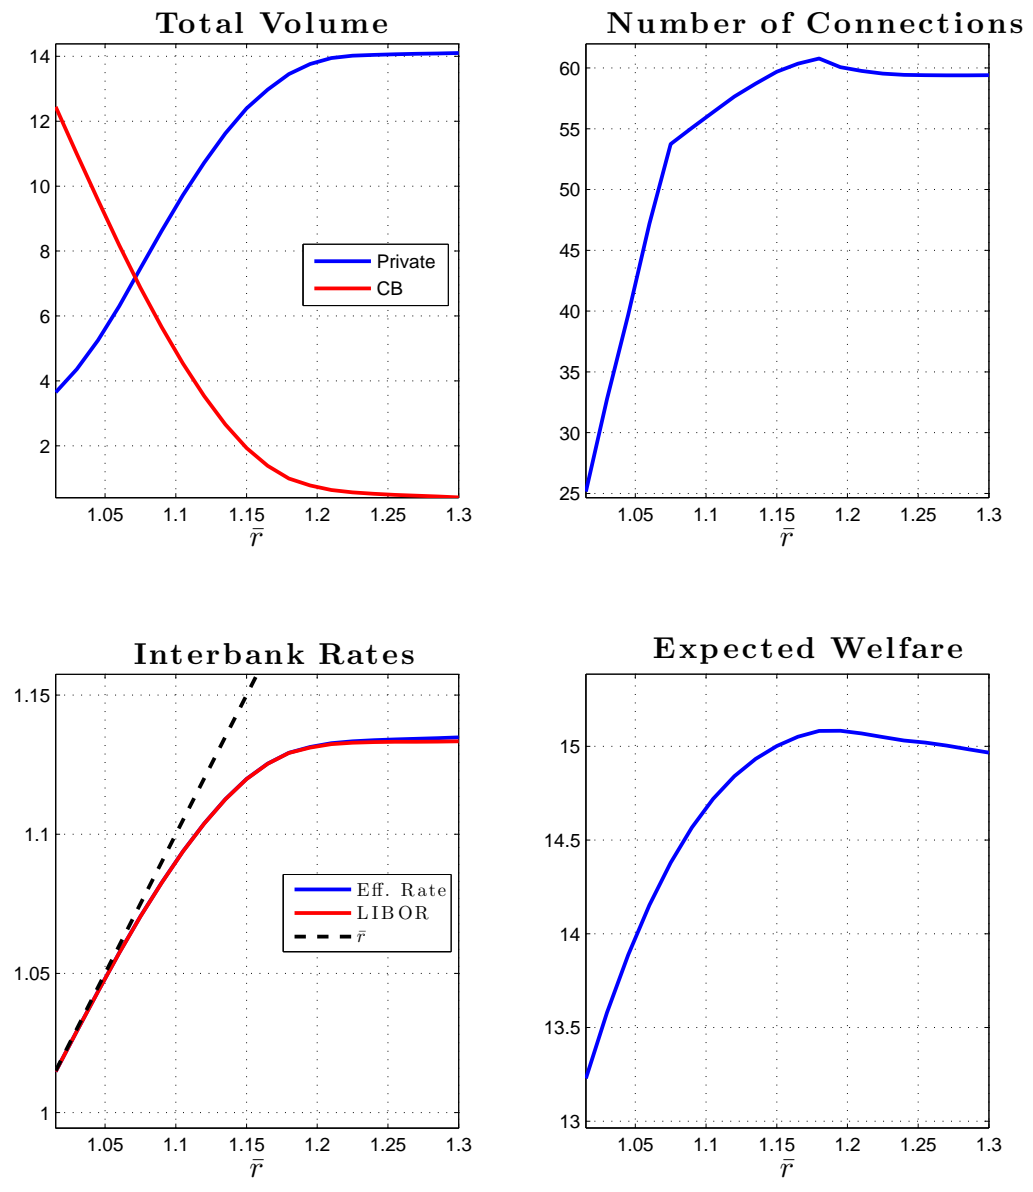 Total Volume
14
12
10
8
6
4
2
Private
CB
1.05 1.1 1.15 1.2 1.25 1.3
r̄
Number of Connections
60
55
50
45
40
35
30
25
1.05 1.1 1.15 1.2 1.25 1.3
r̄
Interbank Rates
1.15
1.1
1.05
1
Eff. Rate
LIBOR
r̄
1.05 1.1 1.15 1.2 1.25 1.3
r̄
Expected Welfare
15
14.5
14
13.5
13
1.05 1.1 1.15 1.2 1.25 1.3
r̄